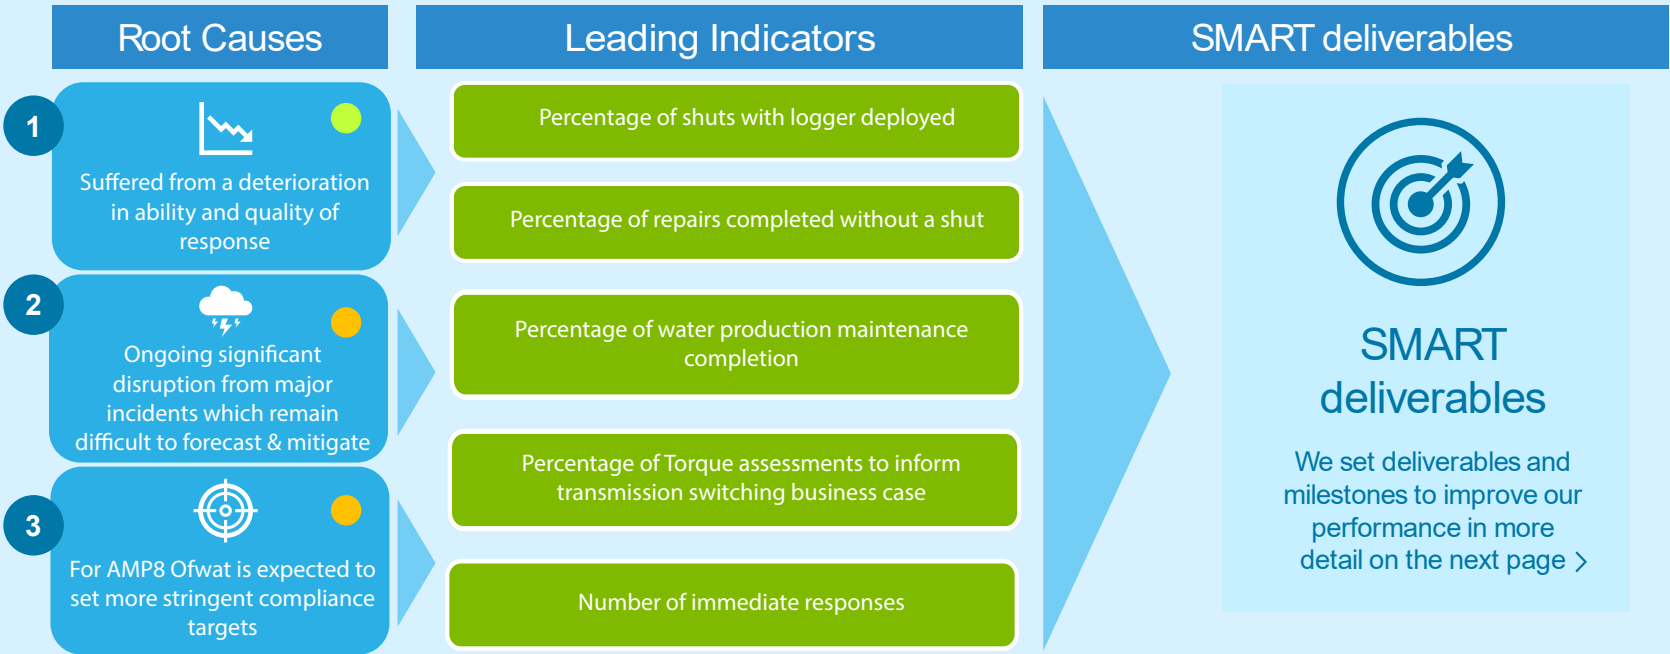 Root Causes
Leading Indicators
SMART deliverables
1
Suffered from a deterioration
in ability and quality of
response
2
Ongoing significant
disruption from major
incidents which remain
difficult to forecast & mitigate
3
For AMP8 Ofwat is expected to
set more stringent compliance
targets
Percentage of shuts with logger deployed
Percentage of repairs completed without a shut
Percentage of water production maintenance
completion
Percentage of Torque assessments to inform
transmission switching business case
Number of immediate responses
SMART
deliverables
We set deliverables and
milestones to improve our
performance in more
detail on the next page >